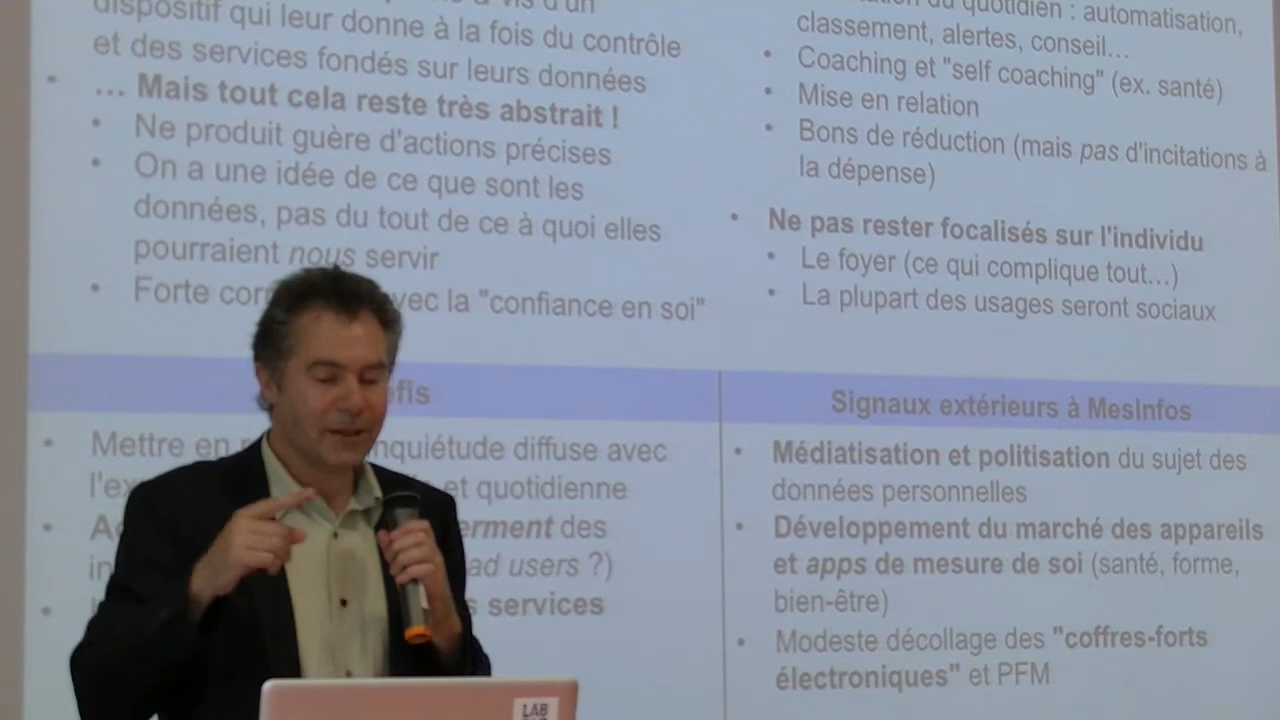 dispositif qui leur donne à la fois du contrôle
et des services fondés sur leurs données
• … Mais tout cela reste très abstrait !
• Ne produit guère d'actions précises
• On a une idée de ce que sont les
données, pas du tout de ce à quoi elles
pourraient nous servir
• Forte avec la "confiance en soi"
du quotidien : automatisation,
classement, alertes, conseil…
• Coaching et "self coaching" (ex. santé)
• Mise en relation
• Bons de réduction (mais pas d'incitations à
la dépense)
• Ne pas rester focalisés sur l'individu
• Le foyer (ce qui complique tout…)
• La plupart des usages seront sociaux
• Mettre en inquiétude diffuse avec
et quotidienne
des
users ?)
services
Signaux extérieurs à MesInfos
• Médiatisation et politisation du sujet des
données personnelles
• Développement du marché des appareils
et apps de mesure de soi (santé, forme,
bien-être)
• Modeste décollage des "coffres-forts
électroniques" et PFM
LAB